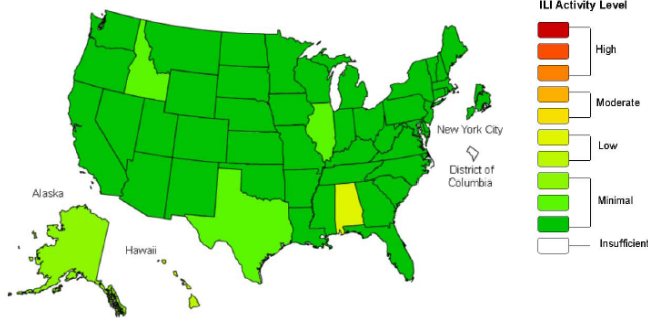 ILI Activity Level
High
Moderate
New York City
Low
District of
Columbia
Alaska
Minimal
Hawaii
Insufficient